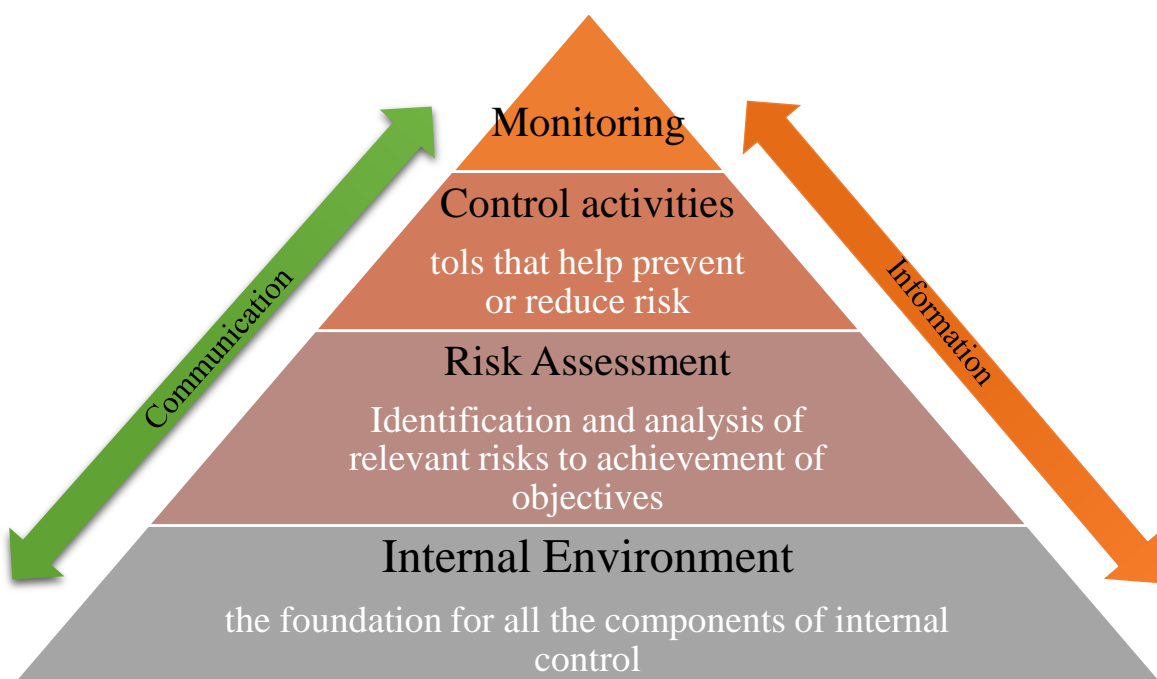 Monitoring
Control activities
tols that help prevent
or reduce risk
Risk Assessment
Identification and analysis of
relevant risks to achievement of
objectives
Internal Environment
the foundation for all the components of internal
control
Communication
Information